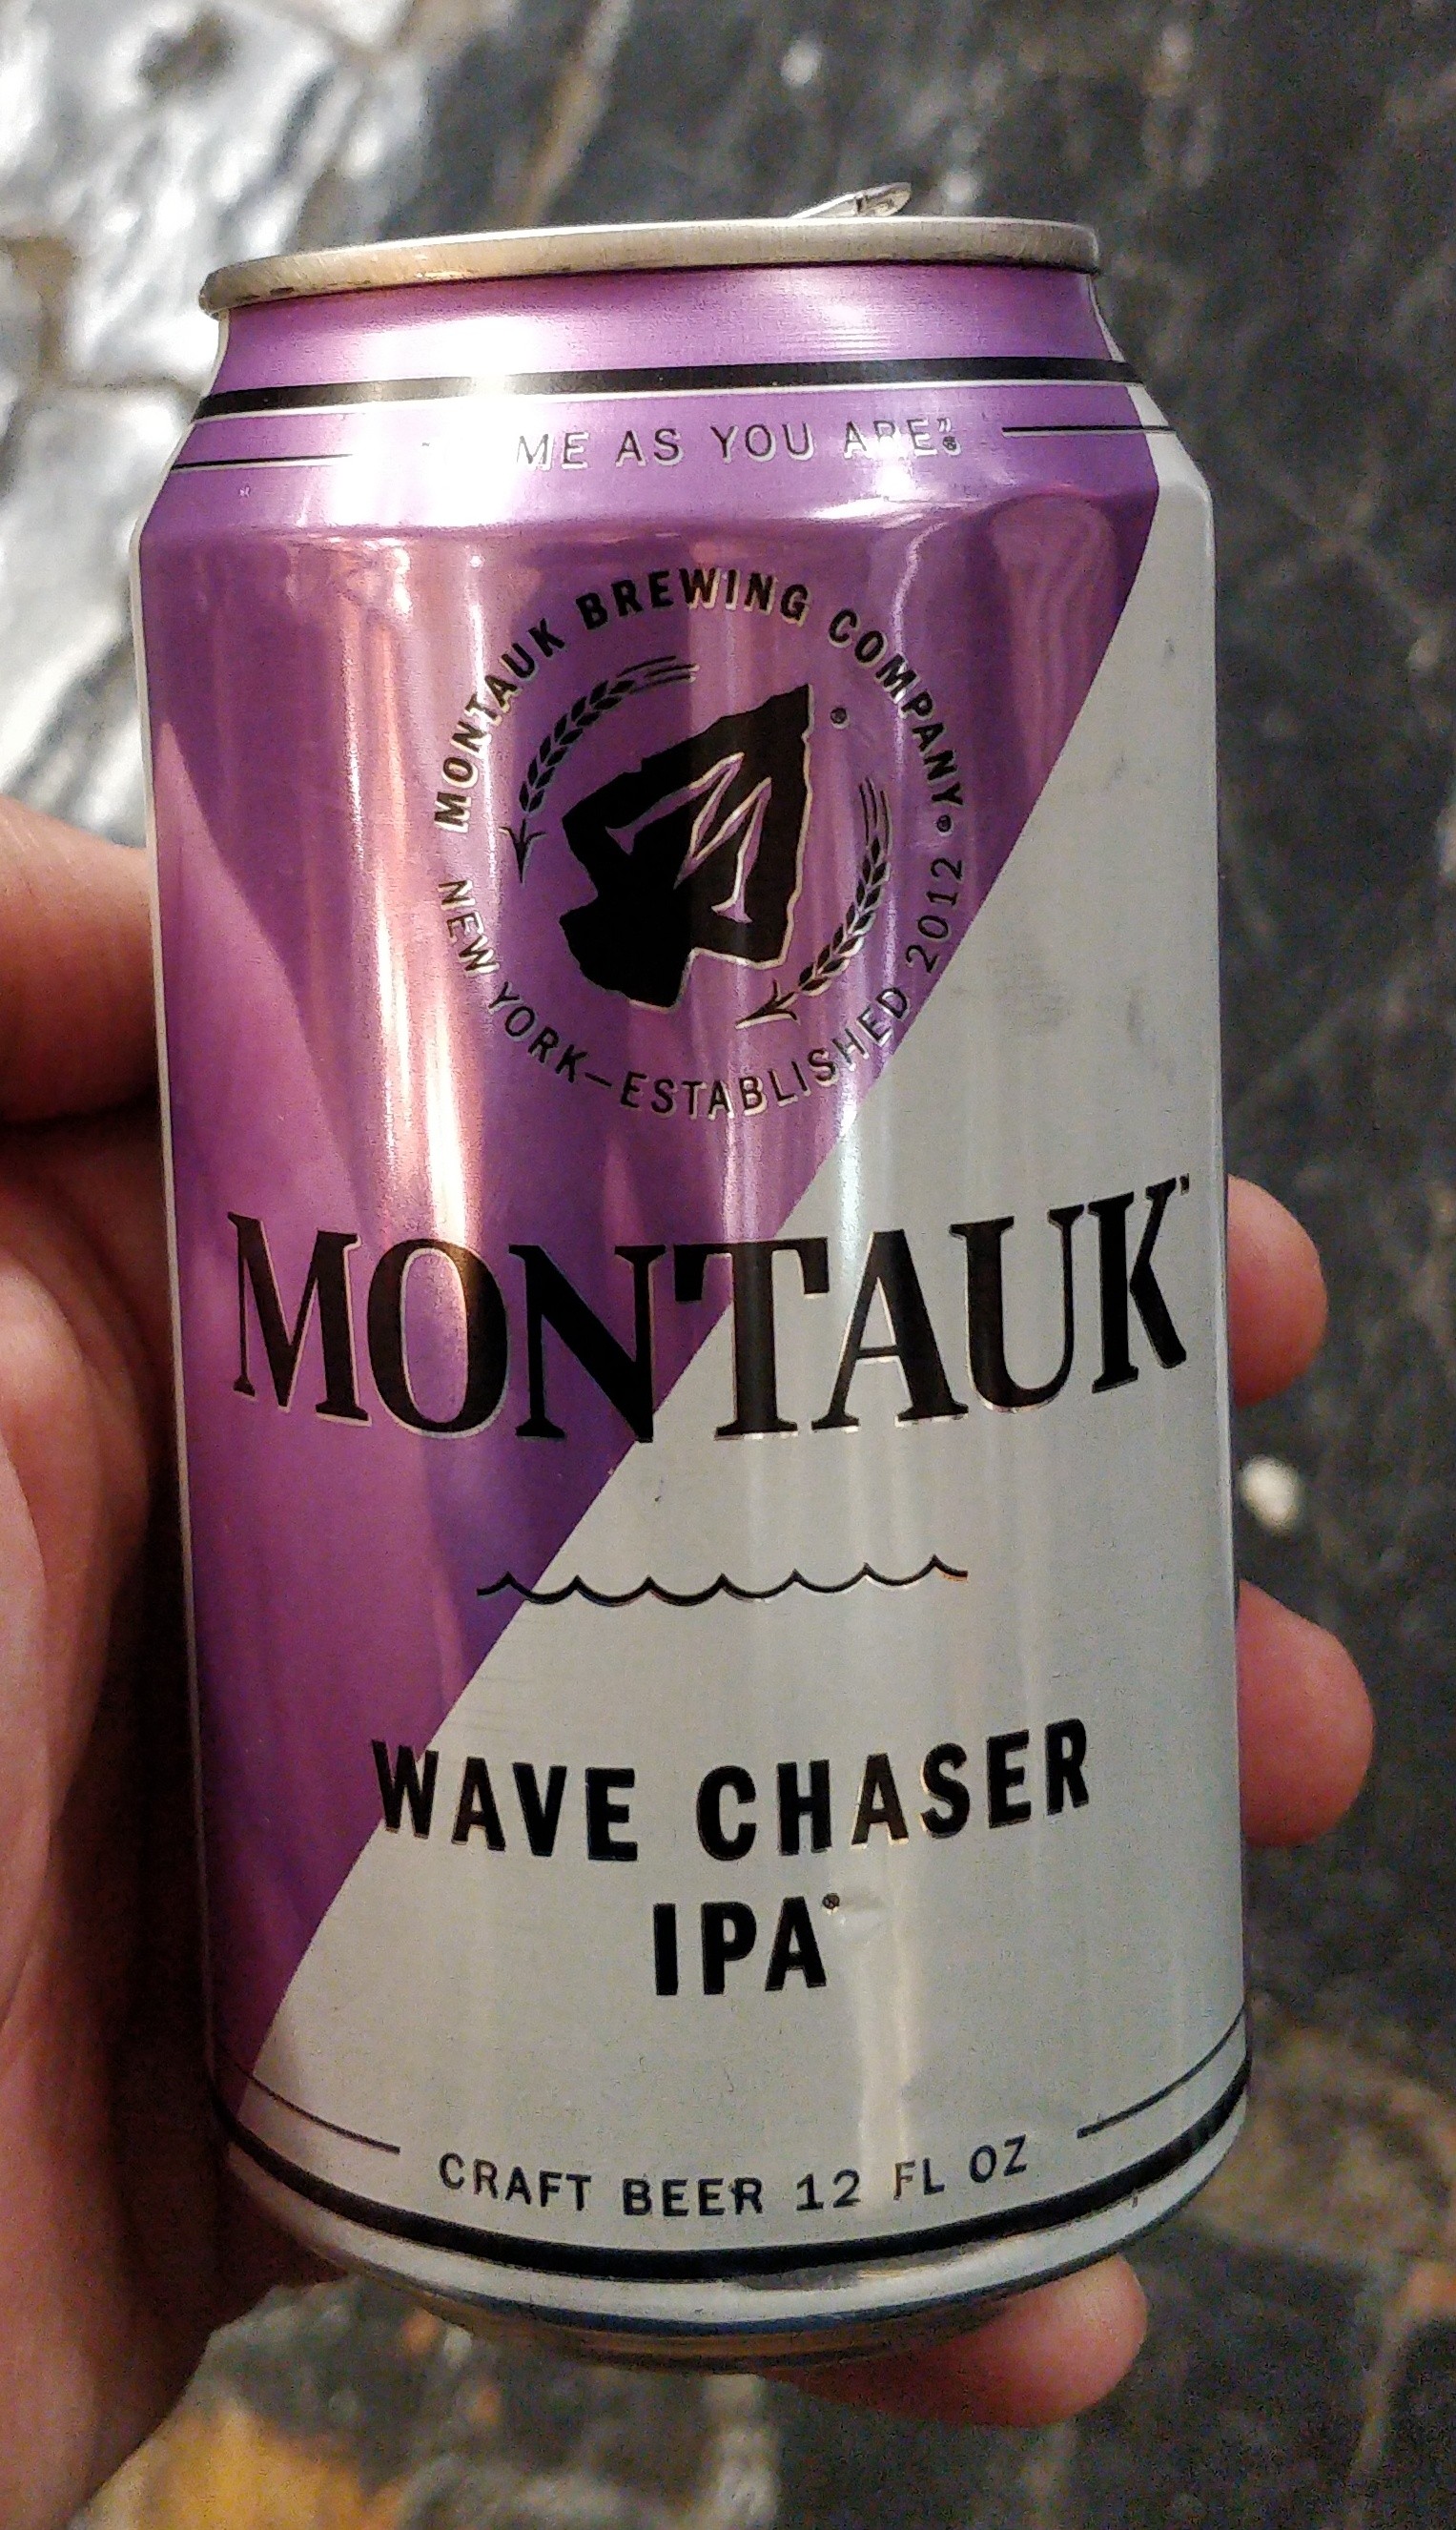 ME AS YOU ARE"®
MONTAUK BREWING COMPANY®
NEW YORK—ESTABLISHED 2012
M
®
MONTAUK
WAVE CHASER
IPA®
CRAFT BEER 12 FL OZ